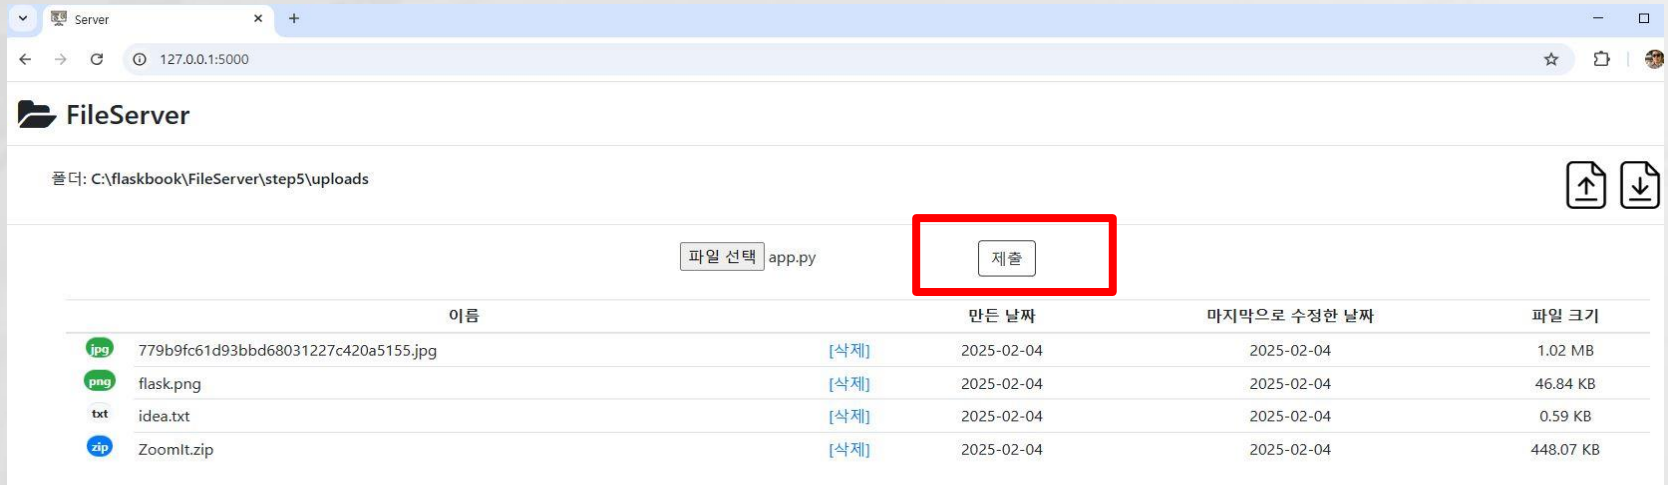 Server
127.0.0.1:5000
FileServer
폴더: C:\flaskbook\FileServer\step5\uploads
파일 선택 app.py 제출
이름 만든 날짜 마지막으로 수정한 날짜 파일 크기
jpg 779b9fc61d93bbd68031227c420a5155.jpg [삭제] 2025-02-04 2025-02-04 1.02 MB
png flask.png [삭제] 2025-02-04 2025-02-04 46.84 KB
txt idea.txt [삭제] 2025-02-04 2025-02-04 0.59 KB
zip ZoomIt.zip [삭제] 2025-02-04 2025-02-04 448.07 KB